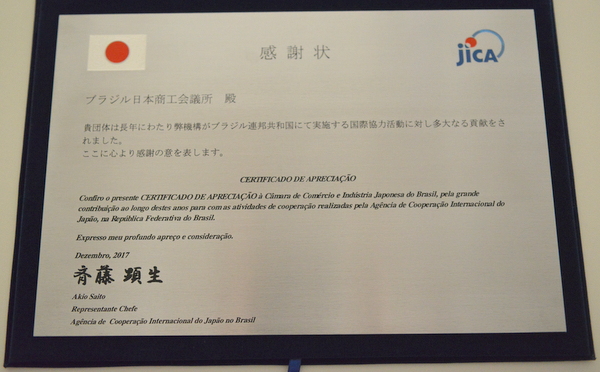 感謝状
JICA
ブラジル日本商工会議所　殿
貴団体は長年にわたり弊機構がブラジル連邦共和国にて実施する国際協力活動に対し多大なる貢献をさ
れました。
ここに心より感謝の意を表します。
CERTIFICADO DE APRECIAÇÃO
Confiro o presente CERTIFICADO DE APRECIAÇÃO à Câmara de Comércio e Indústria Japonesa do Brasil, pela grande
contribuição ao longo destes anos para com as atividades de cooperação realizadas pela Agência de Cooperação Internacional do
Japão, na República Federativa do Brasil.
Expresso meu profundo apreço e consideração.
Dezembro, 2017
斉藤 顕生
Akio Saito
Representante Chefe
Agência de Cooperação Internacional do Japão no Brasil